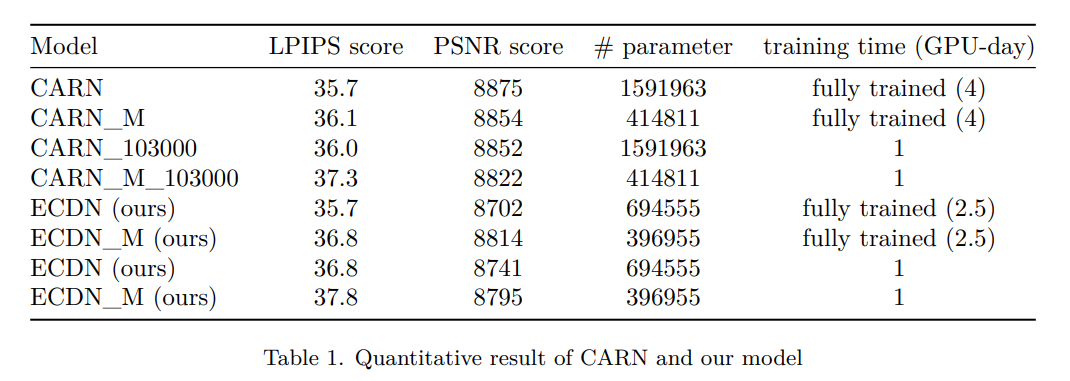 Model LPIPS score PSNR score # parameter training time (GPU-day)
CARN 35.7 8875 1591963 fully trained (4)
CARN_M 36.1 8854 414811 fully trained (4)
CARN_103000 36.0 8852 1591963 1
CARN_M_103000 37.3 8822 414811 1
ECDN (ours) 35.7 8702 694555 fully trained (2.5)
ECDN_M (ours) 36.8 8814 396955 fully trained (2.5)
ECDN (ours) 36.8 8741 694555 1
ECDN_M (ours) 37.8 8795 396955 1
Table 1. Quantitative result of CARN and our model